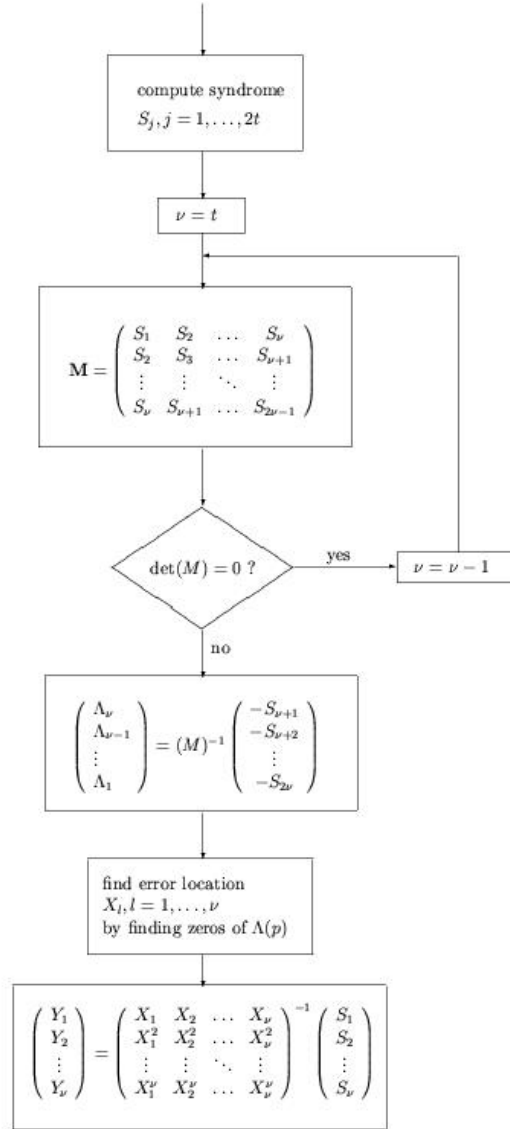 compute syndrome
S_j, j = 1, . . . , 2t
ν = t
M = ( S_1 S_2 … S_ν
S_2 S_3 … S_{ν+1}
⋮ ⋮ ⋱ ⋮
S_ν S_{ν+1} … S_{2ν−1} )
det(M) = 0 ?
yes
ν = ν − 1
no
( Λ_ν
Λ_{ν−1}
⋮
Λ_1 ) = (M)^{−1} ( −S_{ν+1}
−S_{ν+2}
⋮
−S_{2ν} )
find error location
X_l, l = 1, . . . , ν
by finding zeros of Λ(p)
( Y_1
Y_2
⋮
Y_ν ) = ( X_1 X_2 … X_ν
X_1^2 X_2^2 … X_ν^2
⋮ ⋮ ⋱ ⋮
X_1^ν X_2^ν … X_ν^ν )^{−1} ( S_1
S_2
⋮
S_ν )